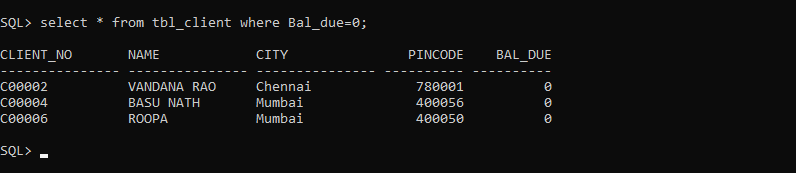 SQL> select * from tbl_client where Bal_due=0;
CLIENT_NO       NAME            CITY               PINCODE    BAL_DUE
--------------- --------------- --------------- ---------- ----------
C00002          VANDANA RAO     Chennai             780001          0
C00004          BASU NATH       Mumbai              400056          0
C00006          ROOPA           Mumbai              400050          0
SQL>